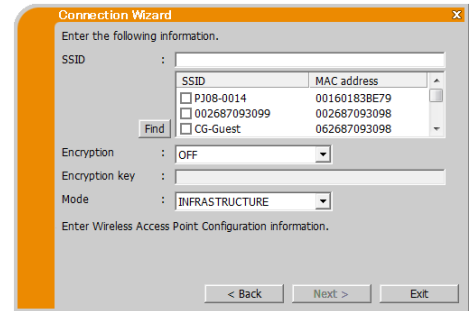 Connection Wizard x
Enter the following information.
SSID :
SSID MAC address
PJ08-0014 00160183BE79
002687093099 002687093098
CG-Guest 062687093098
Find
Encryption : OFF
Encryption key :
Mode : INFRASTRUCTURE
Enter Wireless Access Point Configuration information.
< Back Next > Exit